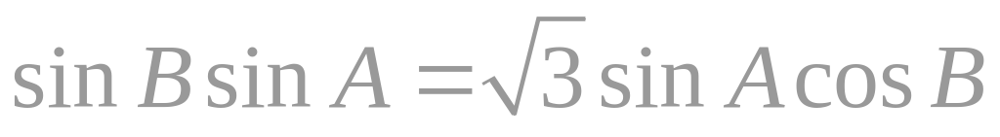 sin B sin A = √3 sin A cos B